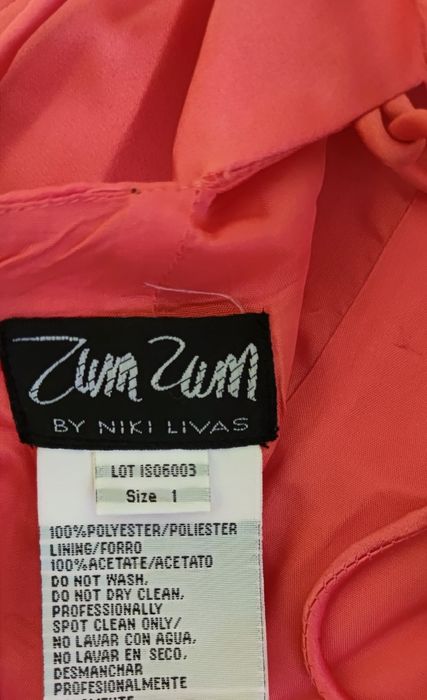 Zum Zum
BY NIKI LIVAS
LOT IS06003
Size 1
100%POLYESTER/POLIESTER
LINING/FORRO
100%ACETATE/ACETATO
DO NOT WASH.
DO NOT DRY CLEAN.
PROFESSIONALLY
SPOT CLEAN ONLY/
NO LAVAR CON AGUA.
NO LAVAR EN SECO.
DESMANCHAR
PROFESIONALMENTE